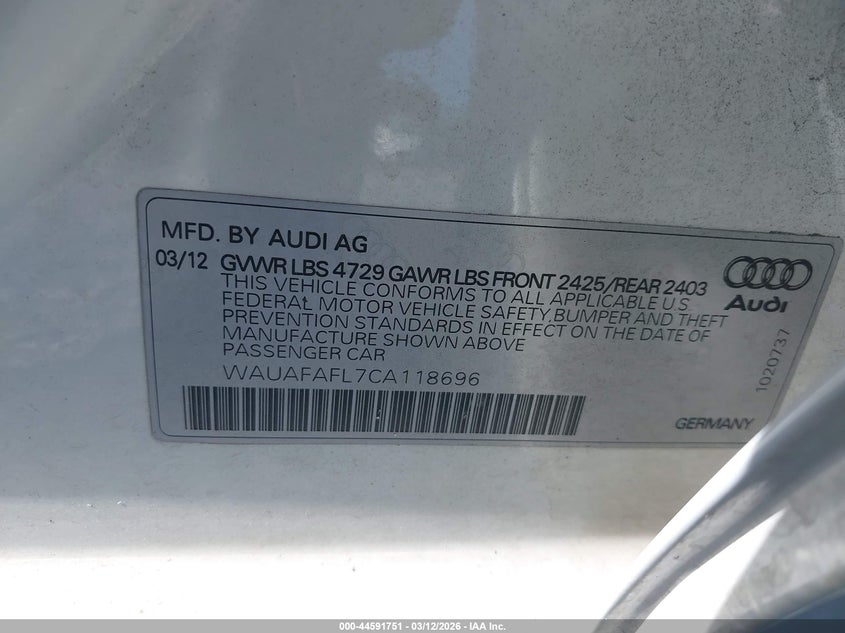 MFD. BY AUDI AG
03/12 GVWR LBS 4729 GAWR LBS FRONT 2425/REAR 2403
THIS VEHICLE CONFORMS TO ALL APPLICABLE U.S.
FEDERAL MOTOR VEHICLE SAFETY, BUMPER AND THEFT
PREVENTION STANDARDS IN EFFECT ON THE DATE OF
MANUFACTURE SHOWN ABOVE
PASSENGER CAR
WAUAFAFL7CA118696
Audi
1020737
GERMANY
000-44591751 - 03/12/2026 - IAA Inc.